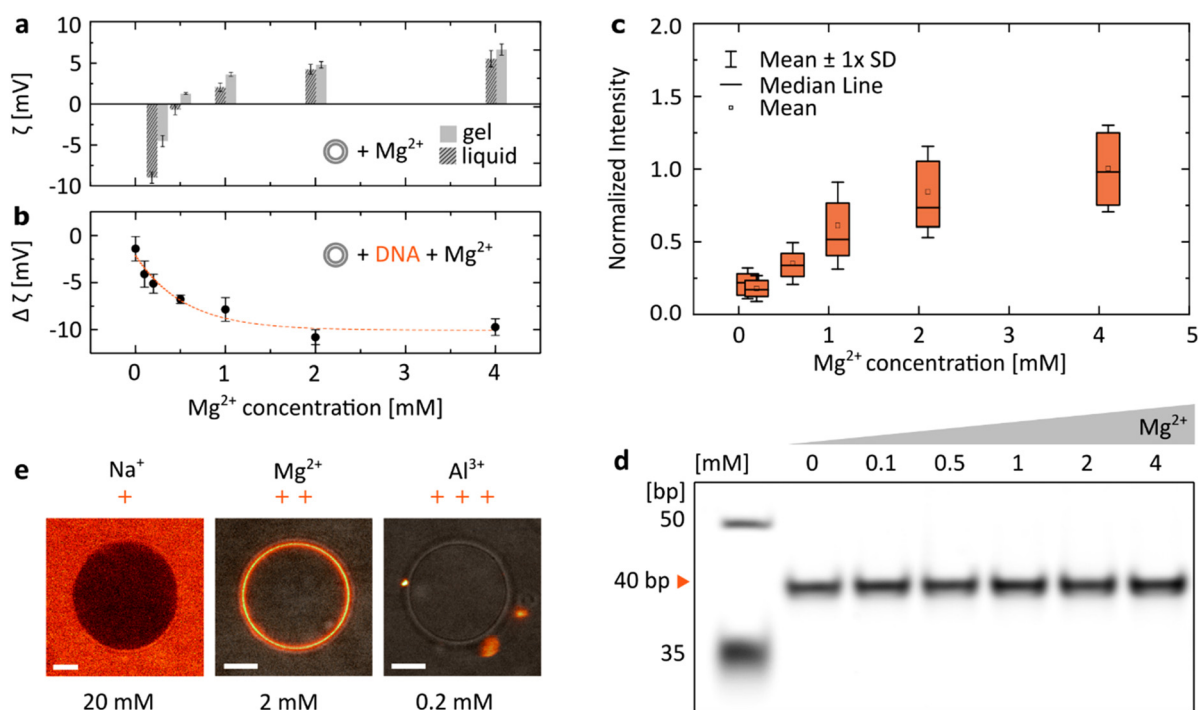 a
10
5
0
-5
-10
ζ [mV]
+ Mg²⁺
gel
liquid
b
0
-5
-10
Δ ζ [mV]
+ DNA + Mg²⁺
0 1 2 3 4
Mg²⁺ concentration [mM]
c
2.0
1.5
1.0
0.5
0.0
Normalized Intensity
Mean ± 1x SD
Median Line
Mean
0 1 2 3 4 5
Mg²⁺ concentration [mM]
d
Mg²⁺
[mM] 0 0.1 0.5 1 2 4
[bp]
50
40 bp
35
e
Na⁺ Mg²⁺ Al³⁺
+ + + + + +
20 mM 2 mM 0.2 mM